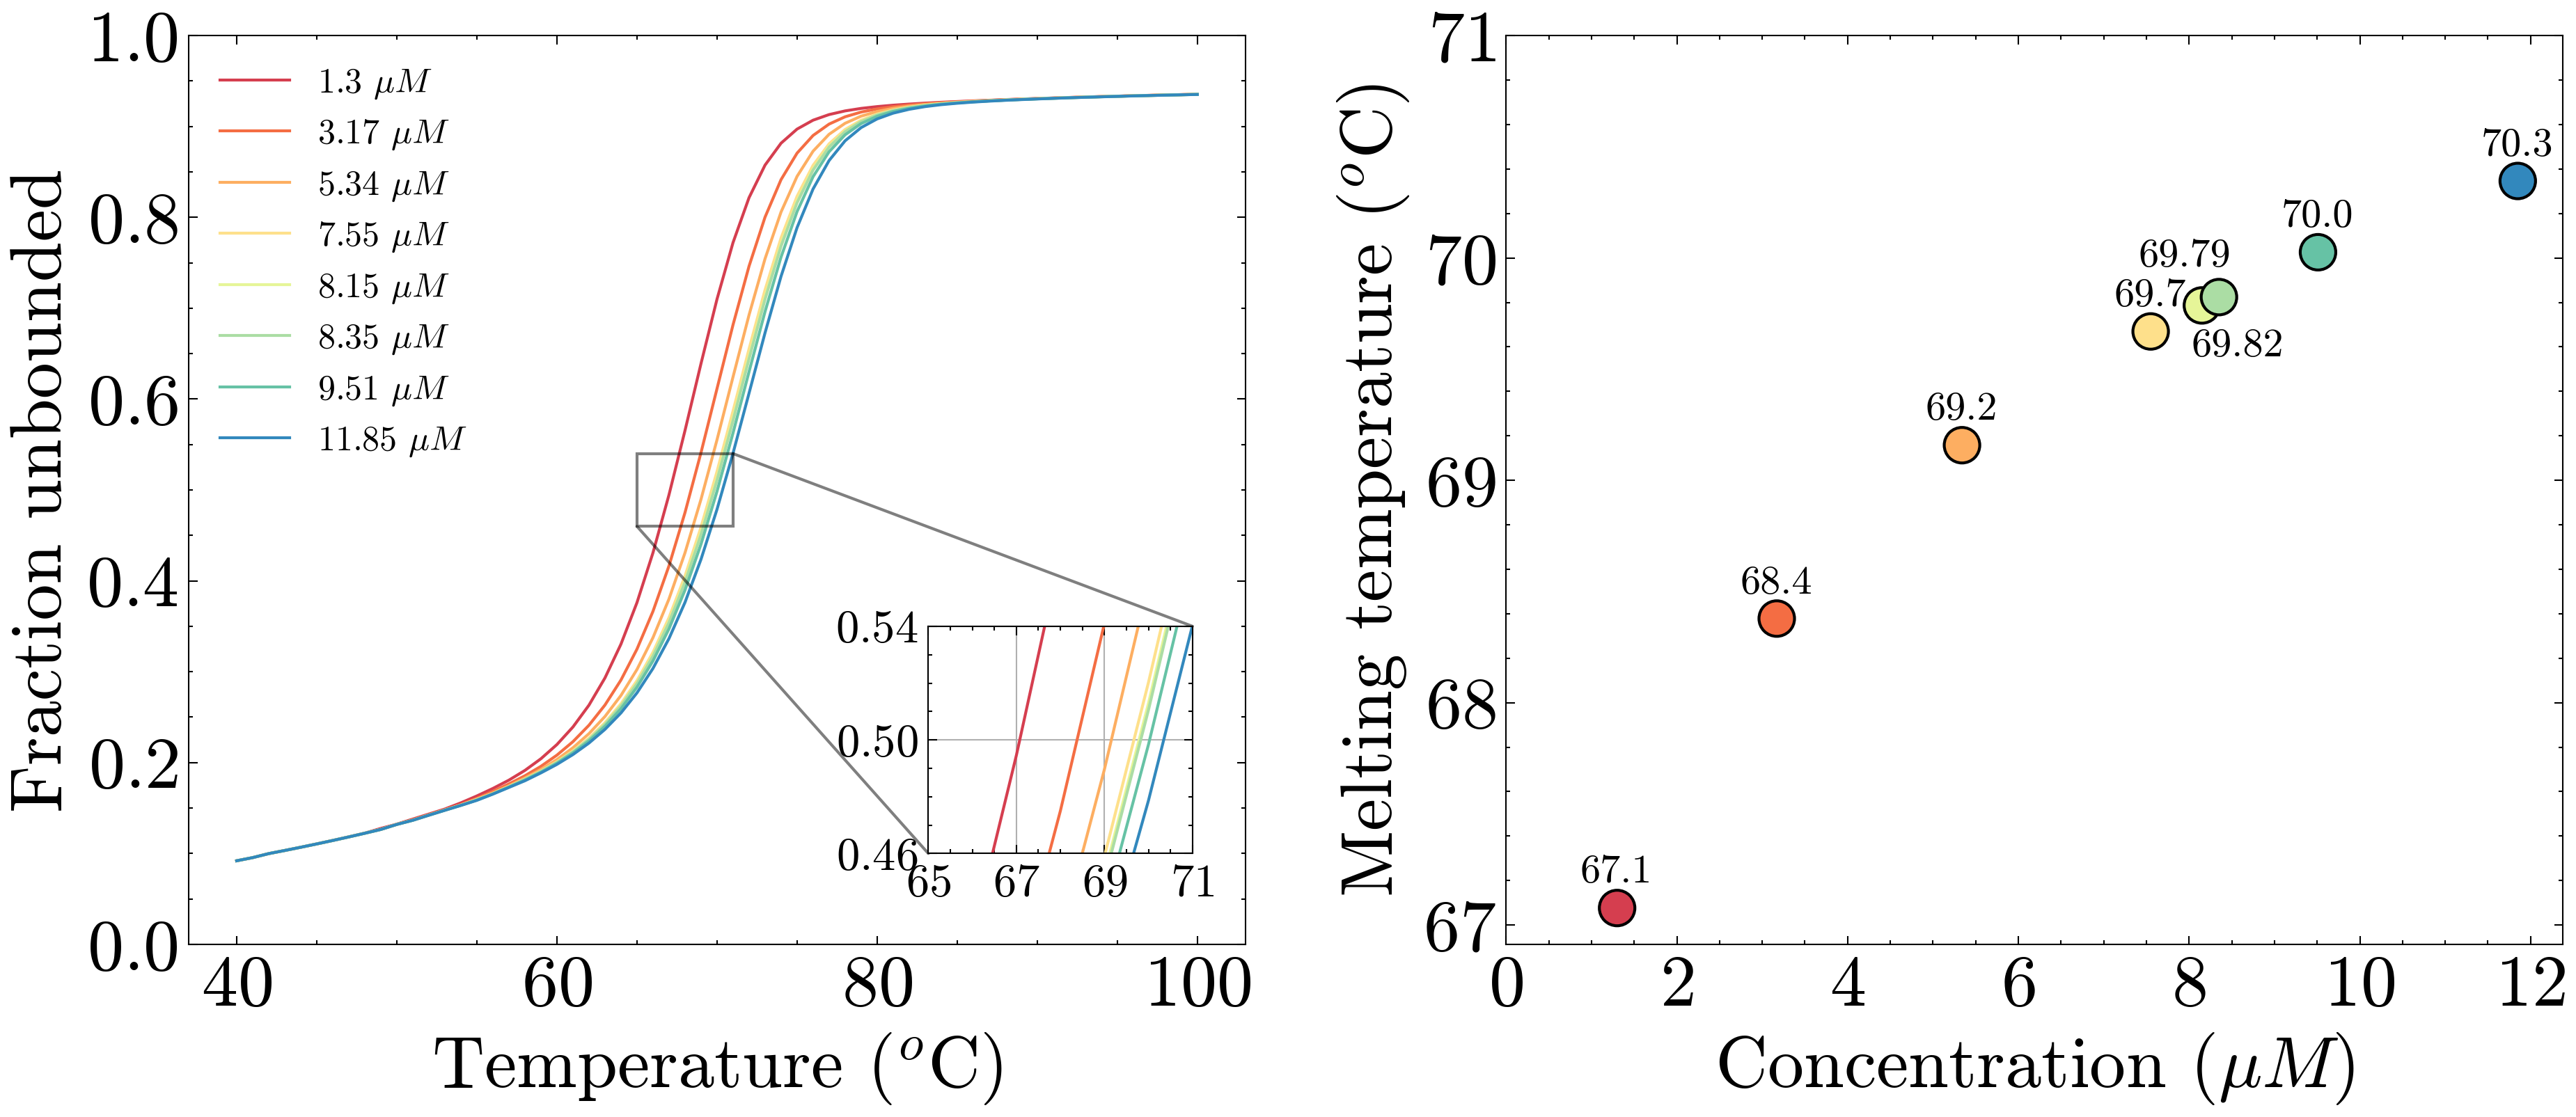 Fraction unbounded
1.0
0.8
0.6
0.4
0.2
0.0
1.3 μM
3.17 μM
5.34 μM
7.55 μM
8.15 μM
8.35 μM
9.51 μM
11.85 μM
0.54
0.50
0.46
65 67 69 71
40 60 80 100
Temperature (°C)
Melting temperature (°C)
71
70
69
68
67
70.3
70.0
69.79
69.7
69.82
69.2
68.4
67.1
0 2 4 6 8 10 12
Concentration (μM)